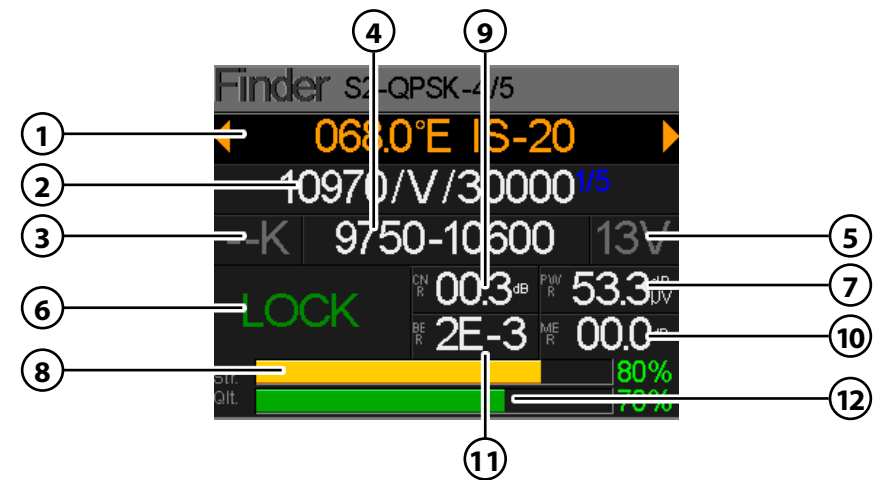 4 9
Finder S2-QPSK-4/5
1 068.0°E IS-20
2 10970/V/30000 1/5
3 --K 9750-10600 13V 5
CNR 00.3 dB PWR 53.3 dBμV 7
6 LOCK
BER 2E-3 MER 00.0 dB 10
8 Str. 80%
Qlt. 70% 12
11